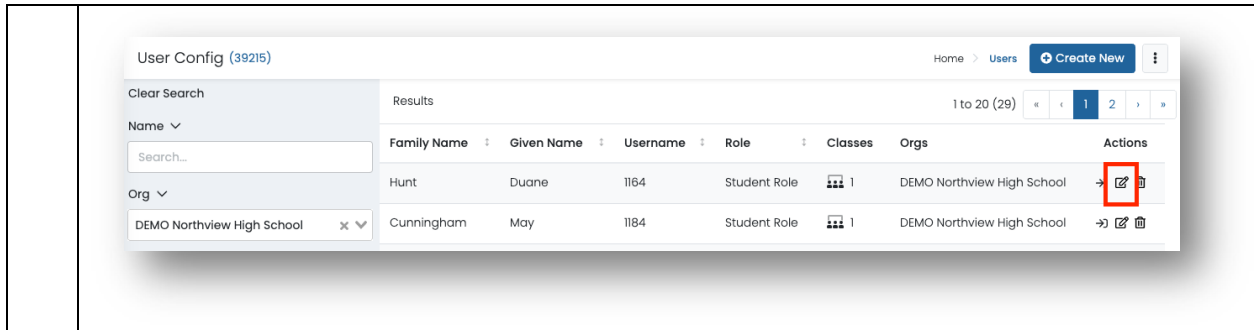 User Config (39215)
Home > Users Create New
Clear Search
Results
1 to 20 (29) « ‹ 1 2 › »
Name
Search...
Family Name Given Name Username Role Classes Orgs Actions
Hunt Duane 1164 Student Role 1 DEMO Northview High School
Org
DEMO Northview High School
Cunningham May 1184 Student Role 1 DEMO Northview High School